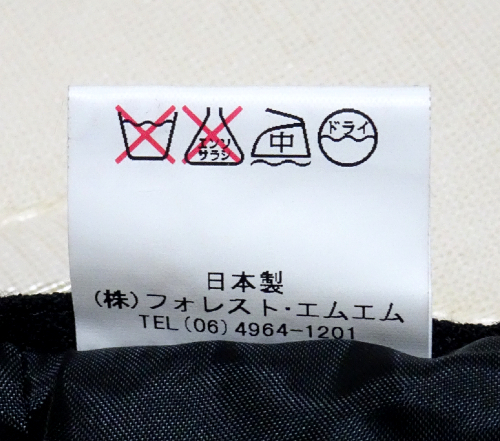 エンソ
サラシ
中
ドライ
日本製
(株)フォレスト・エムエム
TEL(06)4964-1201